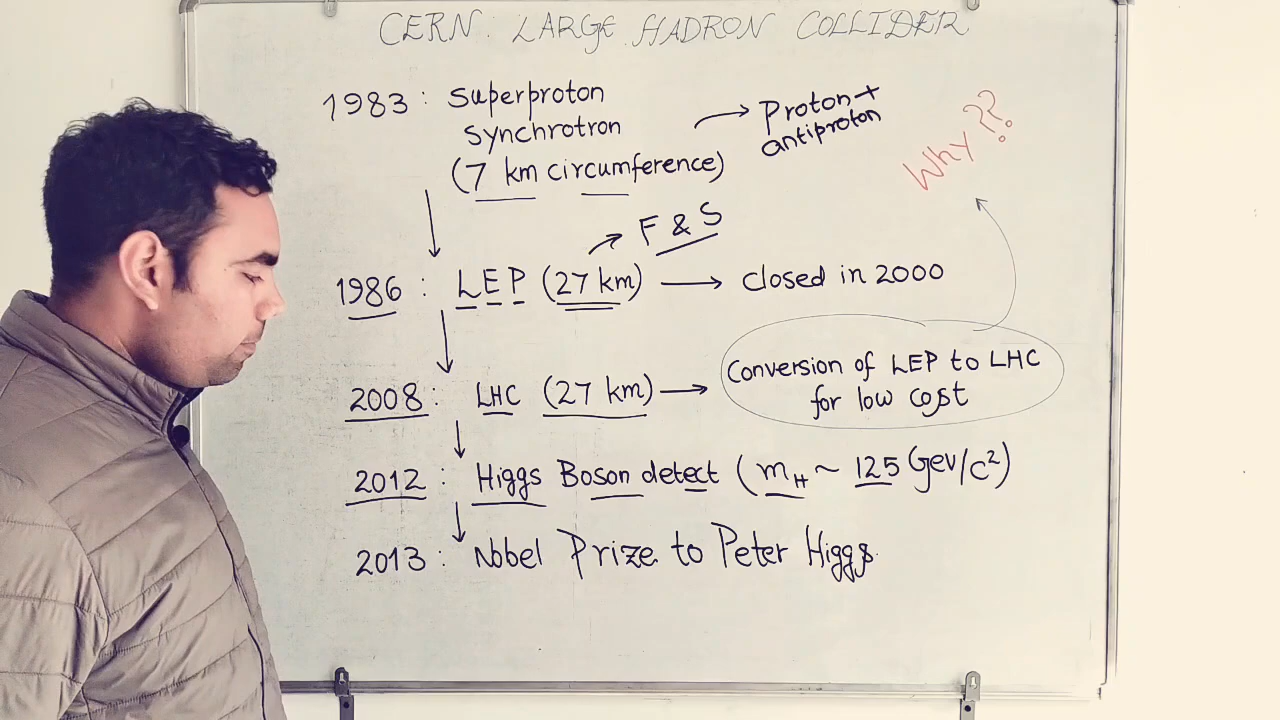 CERN: LARGE HADRON COLLIDER
1983: Superproton
synchrotron
(7 km circumference)
Proton +
antiproton
Why??
F & S
1986: LEP (27 km) → closed in 2000
2008: LHC (27 km) →
Conversion of LEP to LHC
for low cost
2012: Higgs Boson detect (mH ~ 125 Gev/c²)
2013: Nobel Prize to Peter Higgs.